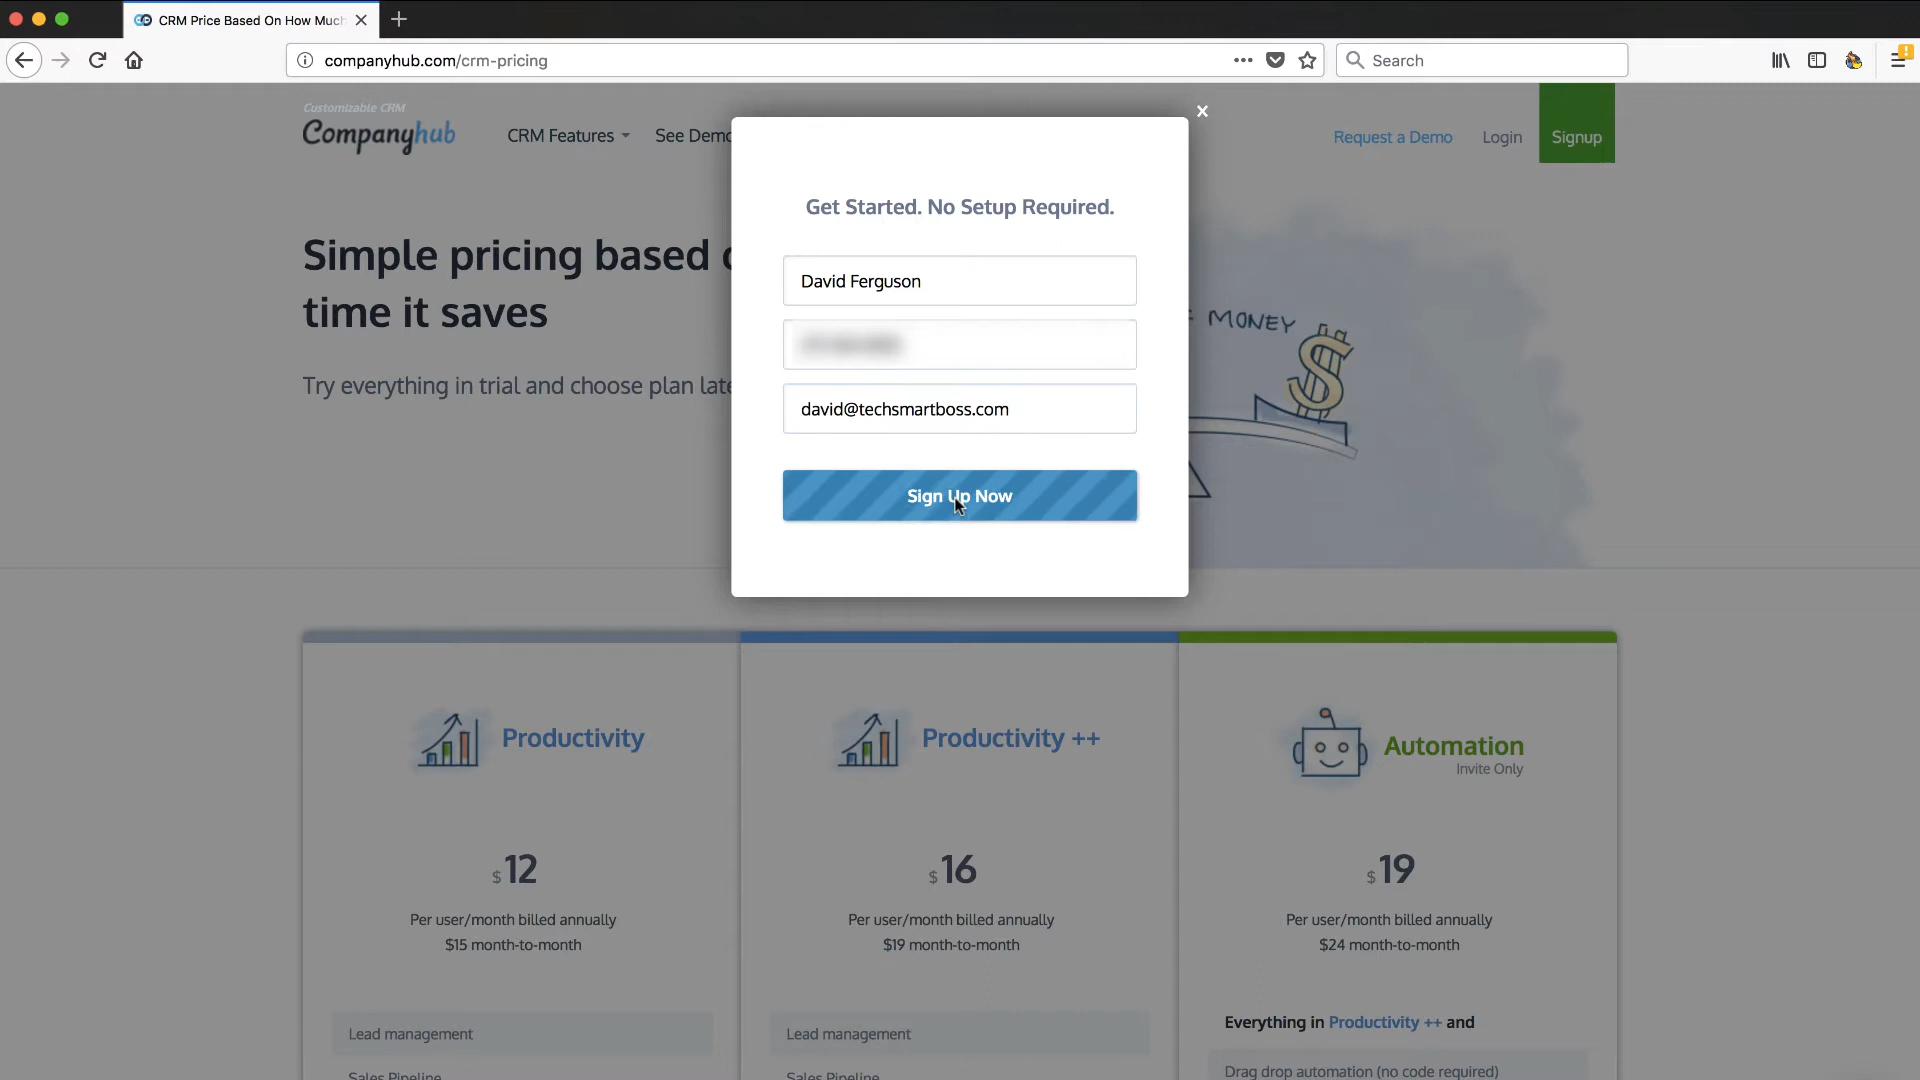 CRM Price Based On How Much
companyhub.com/crm-pricing
Search
Customizable CRM
Companyhub
CRM Features
See Demo
Request a Demo
Login
Signup
Get Started. No Setup Required.
David Ferguson
david@techsmartboss.com
Sign Up Now
Simple pricing based
time it saves
Try everything in trial and choose plan
MONEY
$
Productivity
$12
Per user/month billed annually
$15 month-to-month
Lead management
Sales Pipeline
Productivity ++
$16
Per user/month billed annually
$19 month-to-month
Lead management
Sales Pipeline
Automation
Invite Only
$19
Per user/month billed annually
$24 month-to-month
Everything in Productivity ++ and
Drag drop automation (no code required)